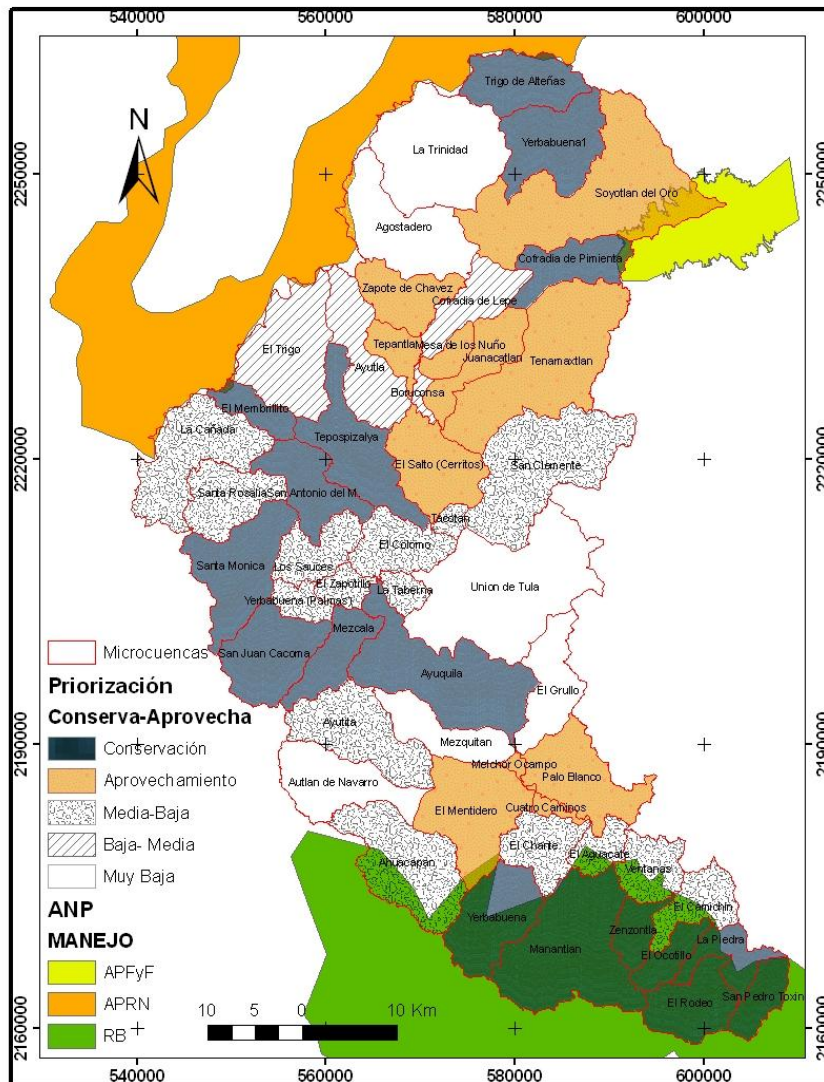 540000 560000 580000 600000
N
2250000 2250000
2220000 2220000
2190000 2190000
2160000 2160000
Trigo de Alteñas
La Trinidad
Yerbabuena1
Soyotlan del Oro
Agostadero
Cofradia de Pimienta
Zapote de Chavez
Cofradia de Lepe
El Trigo
Tepantla
Mesa de los Nuño
Juanacatlan
Tenamaxtlan
Ayutla
Boruconsa
El Membrillito
La Cañada
Tepospizalya
El Salto (Cerritos)
San Clemente
Santa Rosalia
San Antonio del M.
Tacotan
El Colomo
Santa Monica
Los Sauces
El Zapotillo
La Taberna
Union de Tula
Yerbabuena (Palmas)
Mezcala
San Juan Cacoma
Ayuquila
El Grullo
Ayutita
Mezquitan
Melchor Ocampo
Palo Blanco
Autlan de Navarro
El Mentidero
Cuatro Caminos
El Chante
El Aguacate
Ahuacapan
Ventanas
El Camichin
Yerbabuena
Zenzontla
La Piedra
Manantlan
El Ocotillo
El Rodeo
San Pedro Toxin
Microcuencas
Priorización
Conserva-Aprovecha
Conservación
Aprovechamiento
Media-Baja
Baja- Media
Muy Baja
ANP
MANEJO
APFyF
APRN
RB
10 5 0 10 Km
540000 560000 580000 600000